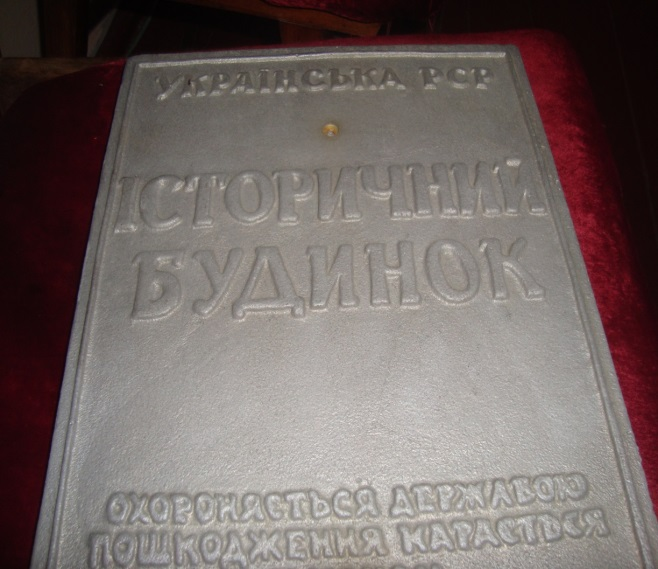 УКРАЇНСЬКА РСР
ІСТОРИЧНИЙ
БУДИНОК
ОХОРОНЯЄТЬСЯ ДЕРЖАВОЮ
ПОШКОДЖЕННЯ КАРАЄТЬСЯ